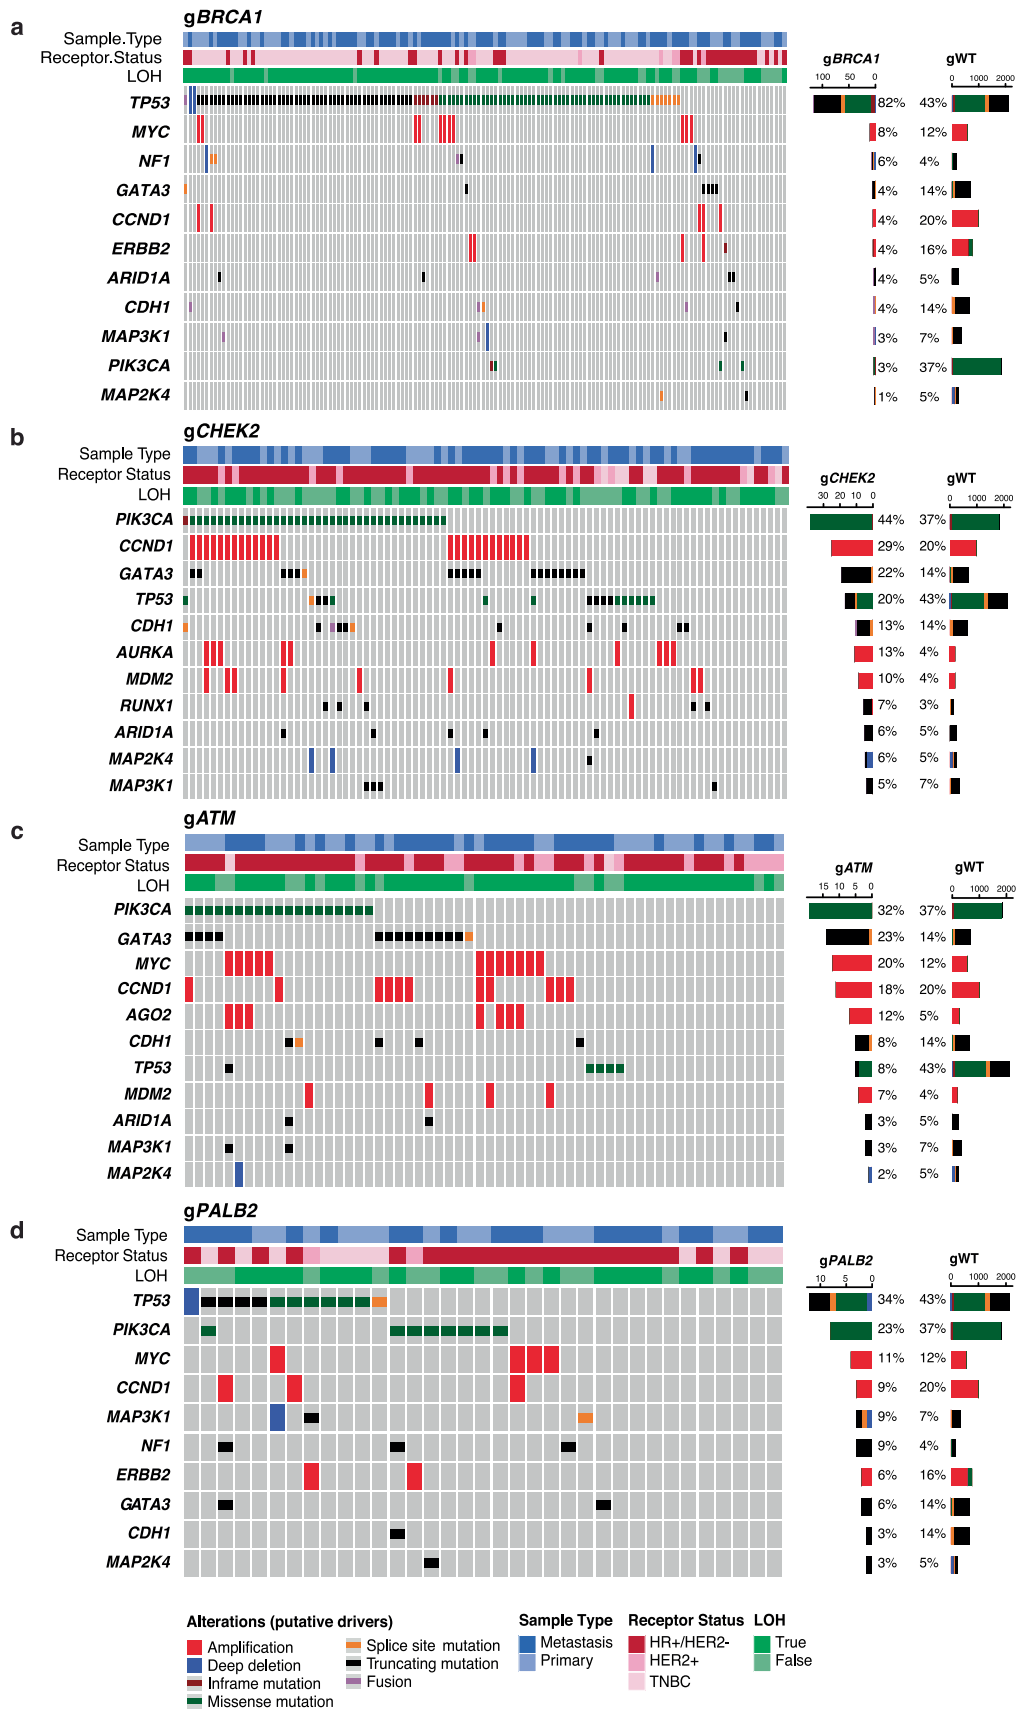 a
gBRCA1
Sample.Type
Receptor.Status
LOH
gBRCA1
gWT
100 50 0
0 1000 2000
TP53 82% 43%
MYC 8% 12%
NF1 6% 4%
GATA3 4% 14%
CCND1 4% 20%
ERBB2 4% 16%
ARID1A 4% 5%
CDH1 4% 14%
MAP3K1 3% 7%
PIK3CA 3% 37%
MAP2K4 1% 5%
b
gCHEK2
Sample Type
Receptor Status
LOH
gCHEK2
gWT
30 20 10 0
0 1000 2000
PIK3CA 44% 37%
CCND1 29% 20%
GATA3 22% 14%
TP53 20% 43%
CDH1 13% 14%
AURKA 13% 4%
MDM2 10% 4%
RUNX1 7% 3%
ARID1A 6% 5%
MAP2K4 6% 5%
MAP3K1 5% 7%
c
gATM
Sample Type
Receptor Status
LOH
gATM
gWT
15 10 5 0
0 1000 2000
PIK3CA 32% 37%
GATA3 23% 14%
MYC 20% 12%
CCND1 18% 20%
AGO2 12% 5%
CDH1 8% 14%
TP53 8% 43%
MDM2 7% 4%
ARID1A 3% 5%
MAP3K1 3% 7%
MAP2K4 2% 5%
d
gPALB2
Sample Type
Receptor Status
LOH
gPALB2
gWT
10 5 0
0 1000 2000
TP53 34% 43%
PIK3CA 23% 37%
MYC 11% 12%
CCND1 9% 20%
MAP3K1 9% 7%
NF1 9% 4%
ERBB2 6% 16%
GATA3 6% 14%
CDH1 3% 14%
MAP2K4 3% 5%
Alterations (putative drivers)
Amplification
Deep deletion
Inframe mutation
Missense mutation
Splice site mutation
Truncating mutation
Fusion
Sample Type
Metastasis
Primary
Receptor Status
HR+/HER2-
HER2+
TNBC
LOH
True
False